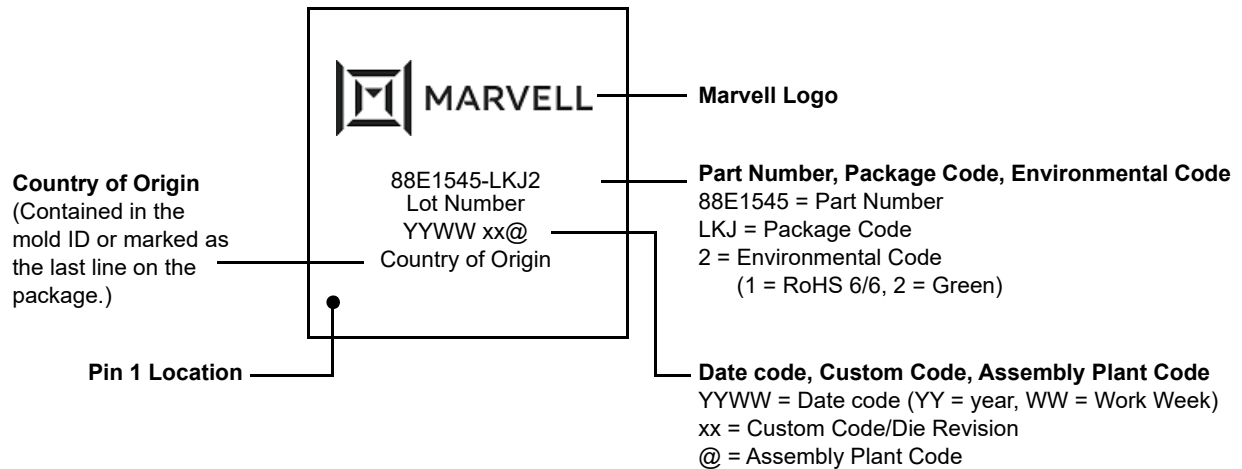 MARVELL
Marvell Logo
88E1545-LKJ2
Lot Number
YYWW xx@
Country of Origin
Country of Origin
(Contained in the
mold ID or marked as
the last line on the
package.)
Part Number, Package Code, Environmental Code
88E1545 = Part Number
LKJ = Package Code
2 = Environmental Code
(1 = RoHS 6/6, 2 = Green)
Pin 1 Location
Date code, Custom Code, Assembly Plant Code
YYWW = Date code (YY = year, WW = Work Week)
xx = Custom Code/Die Revision
@ = Assembly Plant Code